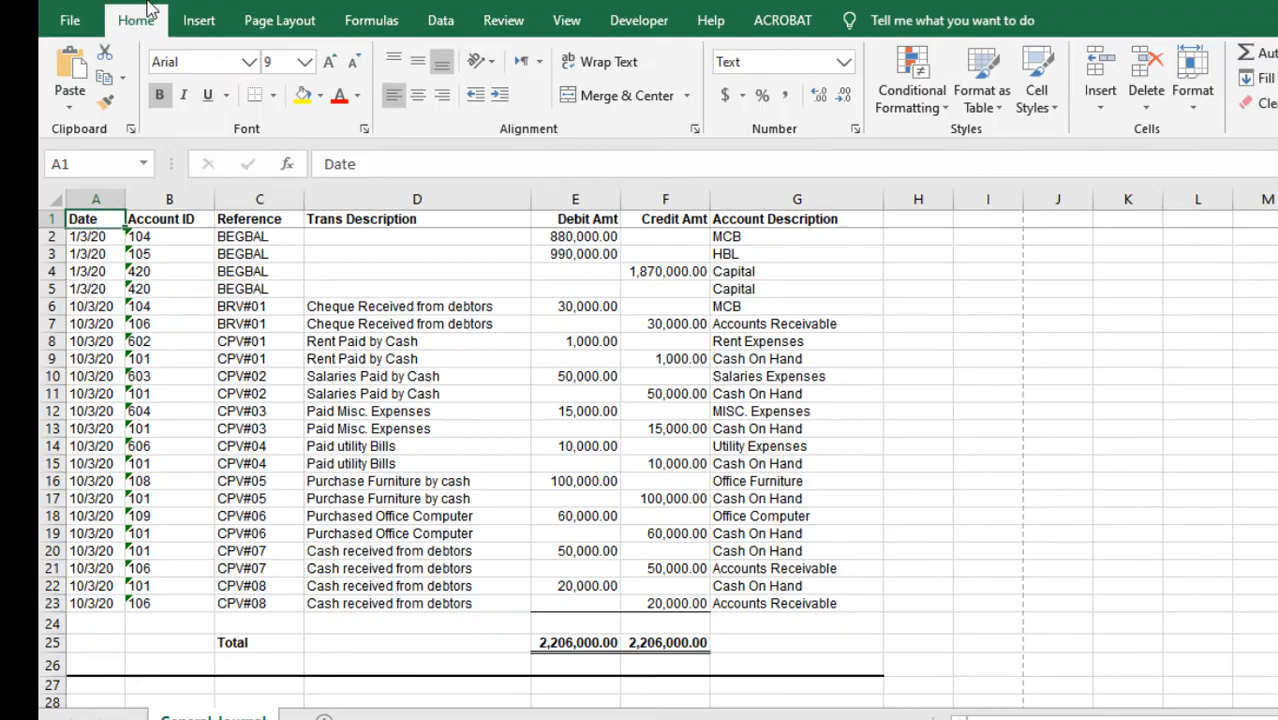 File Home Insert Page Layout Formulas Data Review View Developer Help ACROBAT Tell me what you want to do
Arial 9 Wrap Text Text Aut
Paste B I U Merge & Center $ % , Conditional Formatting Format as Table Cell Styles Insert Delete Format Fill Cle
Clipboard Font Alignment Number Styles Cells
A1 fx Date
A B C D E F G H I J K L M
1 Date Account ID Reference Trans Description Debit Amt Credit Amt Account Description
2 1/3/20 104 BEGBAL 880,000.00 MCB
3 1/3/20 105 BEGBAL 990,000.00 HBL
4 1/3/20 420 BEGBAL 1,870,000.00 Capital
5 1/3/20 420 BEGBAL Capital
6 10/3/20 104 BRV#01 Cheque Received from debtors 30,000.00 MCB
7 10/3/20 106 BRV#01 Cheque Received from debtors 30,000.00 Accounts Receivable
8 10/3/20 602 CPV#01 Rent Paid by Cash 1,000.00 Rent Expenses
9 10/3/20 101 CPV#01 Rent Paid by Cash 1,000.00 Cash On Hand
10 10/3/20 603 CPV#02 Salaries Paid by Cash 50,000.00 Salaries Expenses
11 10/3/20 101 CPV#02 Salaries Paid by Cash 50,000.00 Cash On Hand
12 10/3/20 604 CPV#03 Paid Misc. Expenses 15,000.00 MISC. Expenses
13 10/3/20 101 CPV#03 Paid Misc. Expenses 15,000.00 Cash On Hand
14 10/3/20 606 CPV#04 Paid utility Bills 10,000.00 Utility Expenses
15 10/3/20 101 CPV#04 Paid utility Bills 10,000.00 Cash On Hand
16 10/3/20 108 CPV#05 Purchase Furniture by cash 100,000.00 Office Furniture
17 10/3/20 101 CPV#05 Purchase Furniture by cash 100,000.00 Cash On Hand
18 10/3/20 109 CPV#06 Purchased Office Computer 60,000.00 Office Computer
19 10/3/20 101 CPV#06 Purchased Office Computer 60,000.00 Cash On Hand
20 10/3/20 101 CPV#07 Cash received from debtors 50,000.00 Cash On Hand
21 10/3/20 106 CPV#07 Cash received from debtors 50,000.00 Accounts Receivable
22 10/3/20 101 CPV#08 Cash received from debtors 20,000.00 Cash On Hand
23 10/3/20 106 CPV#08 Cash received from debtors 20,000.00 Accounts Receivable
24
25 Total 2,206,000.00 2,206,000.00
26
27
28
General Journal